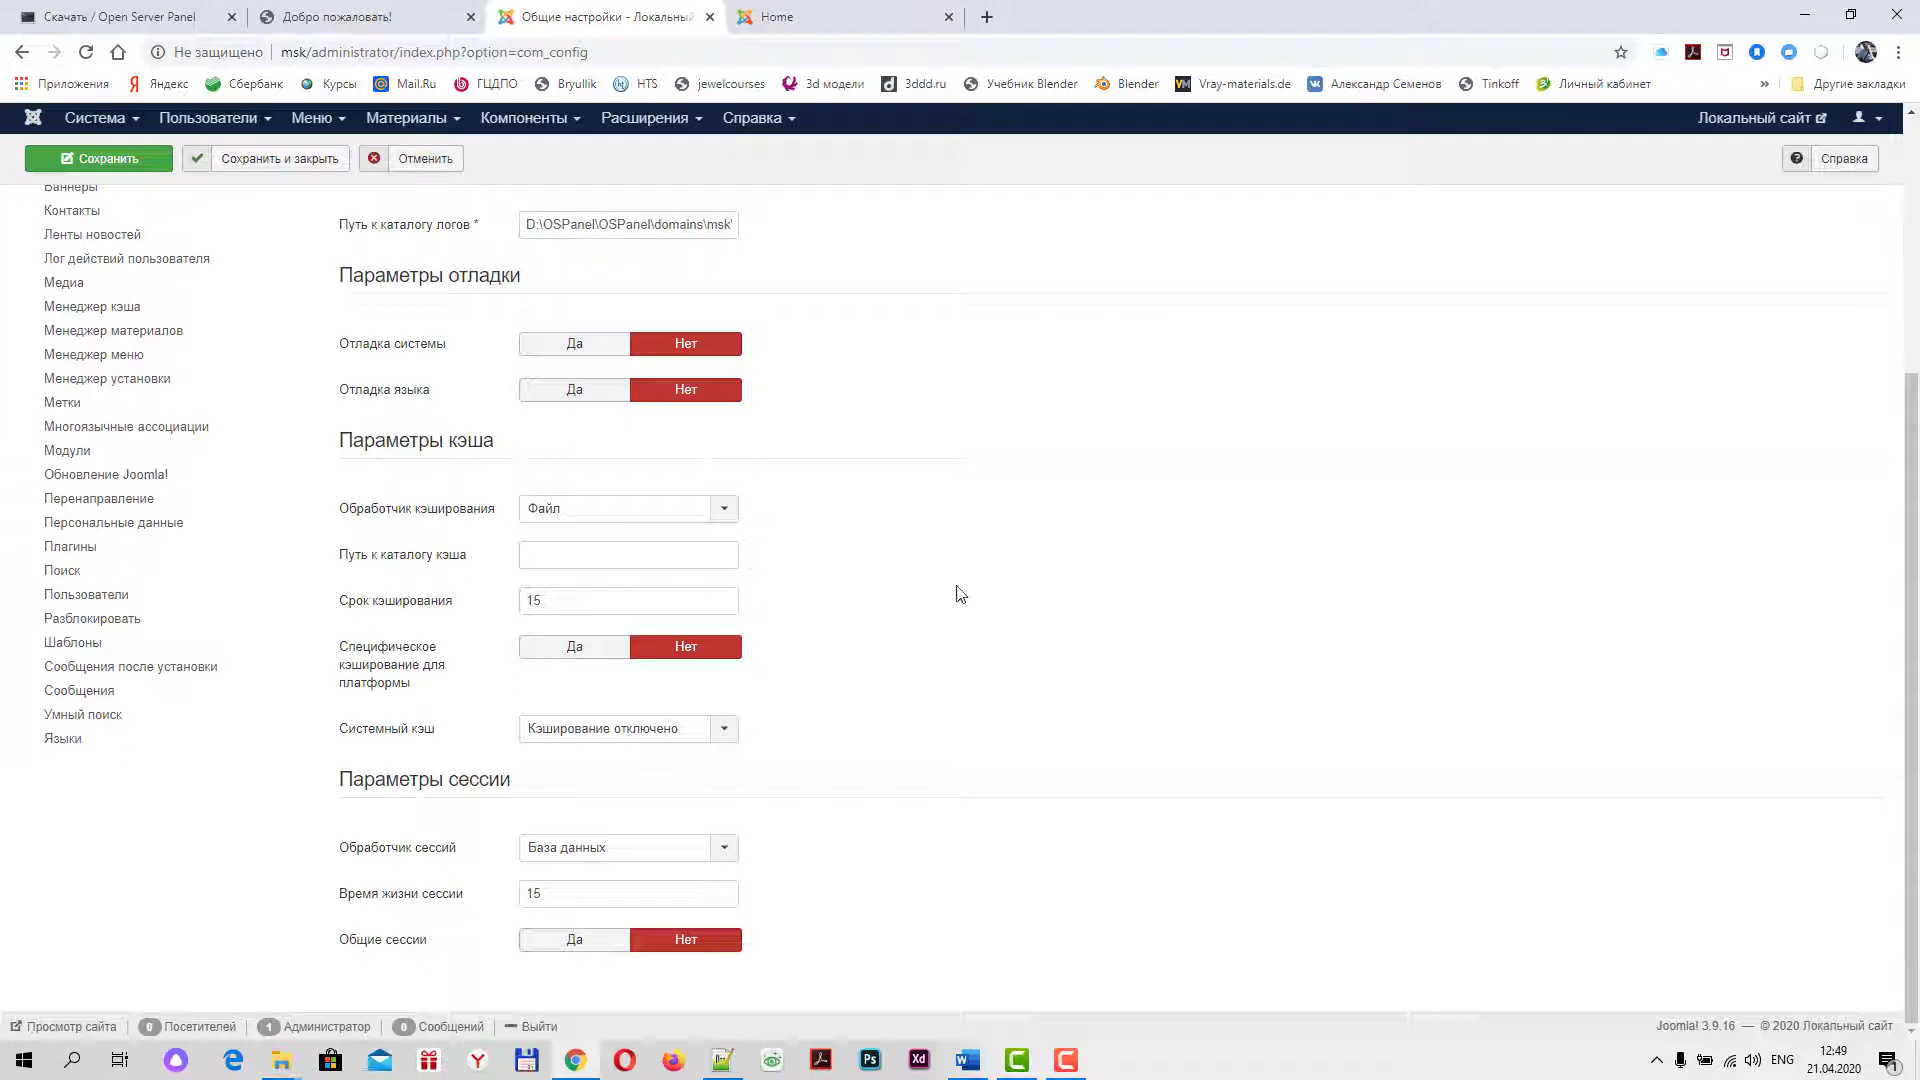 Скачать / Open Server Panel
Добро пожаловать!
Общие настройки - Локальный
Home
Не защищено
msk/administrator/index.php?option=com_config
Приложения
Яндекс
Сбербанк
Курсы
Mail.Ru
ГЦДПО
Bryullik
HTS
jewelcourses
3d модели
3ddd.ru
Учебник Blender
Blender
Vray-materials.de
Александр Семенов
Tinkoff
Личный кабинет
»
Другие закладки
Система
Пользователи
Меню
Материалы
Компоненты
Расширения
Справка
Локальный сайт
Сохранить
Сохранить и закрыть
Отменить
Справка
Баннеры
Контакты
Ленты новостей
Лог действий пользователя
Медиа
Менеджер кэша
Менеджер материалов
Менеджер меню
Менеджер установки
Метки
Многоязычные ассоциации
Модули
Обновление Joomla!
Перенаправление
Персональные данные
Плагины
Поиск
Пользователи
Разблокировать
Шаблоны
Сообщения после установки
Сообщения
Умный поиск
Языки
Путь к каталогу логов *
D:\OSPanel\OSPanel\domains\msk\
Параметры отладки
Отладка системы
Да
Нет
Отладка языка
Да
Нет
Параметры кэша
Обработчик кэширования
Файл
Путь к каталогу кэша
Срок кэширования
15
Специфическое
кэширование для
платформы
Да
Нет
Системный кэш
Кэширование отключено
Параметры сессии
Обработчик сессий
База данных
Время жизни сессии
15
Общие сессии
Да
Нет
Просмотр сайта
0 Посетителей
1 Администратор
0 Сообщений
Выйти
Joomla! 3.9.16 — © 2020 Локальный сайт
Ps
Xd
ENG
12:49
21.04.2020
1